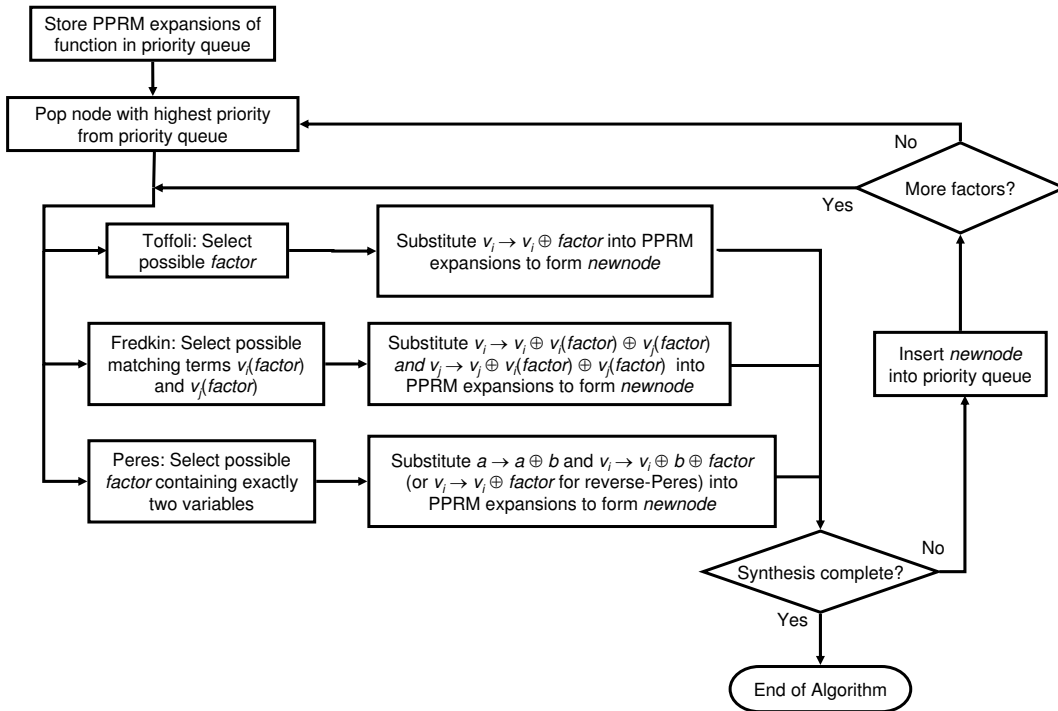 Store PPRM expansions of
function in priority queue
Pop node with highest priority
from priority queue
No
More factors?
Yes
Toffoli: Select
possible factor
Substitute vᵢ → vᵢ ⊕ factor into PPRM
expansions to form newnode
Fredkin: Select possible
matching terms vᵢ(factor)
and vⱼ(factor)
Substitute vᵢ → vᵢ ⊕ vᵢ(factor) ⊕ vⱼ(factor)
and vⱼ → vⱼ ⊕ vᵢ(factor) ⊕ vⱼ(factor) into
PPRM expansions to form newnode
Insert newnode
into priority queue
Peres: Select possible
factor containing exactly
two variables
Substitute a → a ⊕ b and vᵢ → vᵢ ⊕ b ⊕ factor
(or vᵢ → vᵢ ⊕ factor for reverse-Peres) into
PPRM expansions to form newnode
No
Synthesis complete?
Yes
End of Algorithm